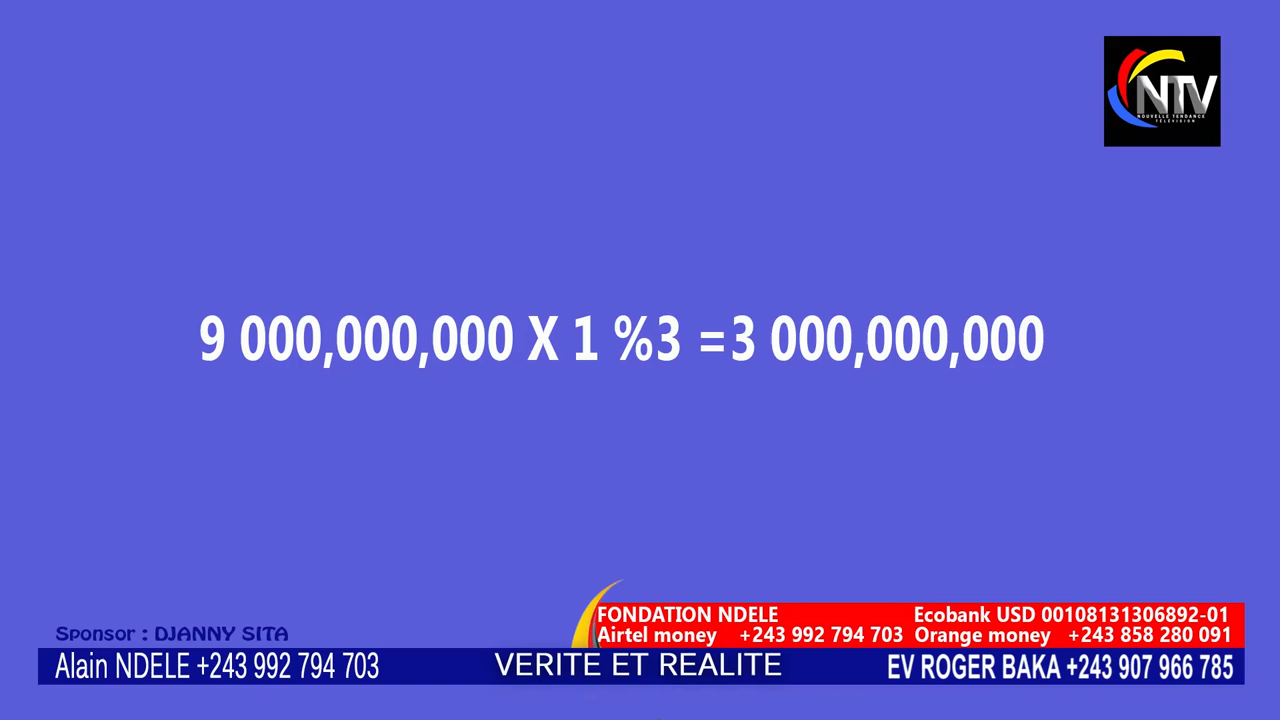 NTV
NOUVELLE TENDANCE
TELEVISION
9 000,000,000 X 1 %3 =3 000,000,000
FONDATION NDELE Ecobank USD 00108131306892-01
Airtel money +243 992 794 703 Orange money +243 858 280 091
Sponsor : DJANNY SITA
Alain NDELE +243 992 794 703 VERITE ET REALITE EV ROGER BAKA +243 907 966 785